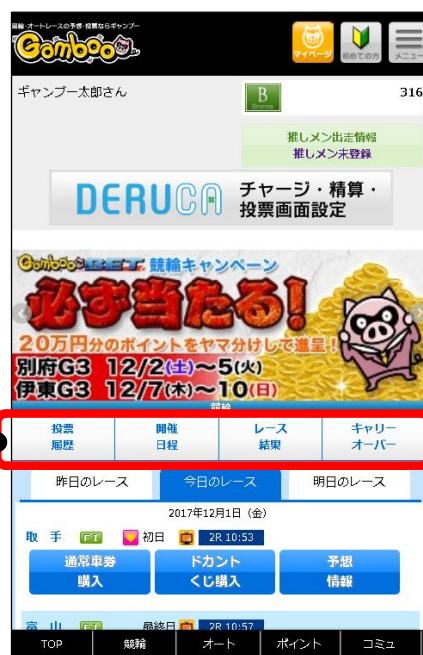 競輪・オートレースの予想・投票ならギャンブー
Gamboo
マイページ
初めての方
メニュー
ギャンブー太郎さん
B
Bronze
316
推しメン出走情報
推しメン未登録
DERUCA
チャージ・精算・
投票画面設定
GambooBET 競輪キャンペーン
必ず当たる!
20万円分のポイントをヤマ分けして進呈!
別府G3 12/2(土)〜5(火)
伊東G3 12/7(木)〜10(日)
競輪
投票
履歴
開催
日程
レース
結果
キャリー
オーバー
昨日のレース
今日のレース
明日のレース
2017年12月1日(金)
取手 FI 初日 2R 10:53
通常車券
購入
ドカント
くじ購入
予想
情報
富山 FI 最終日 2R 10:57
TOP
競輪
オート
ポイント
コミュ